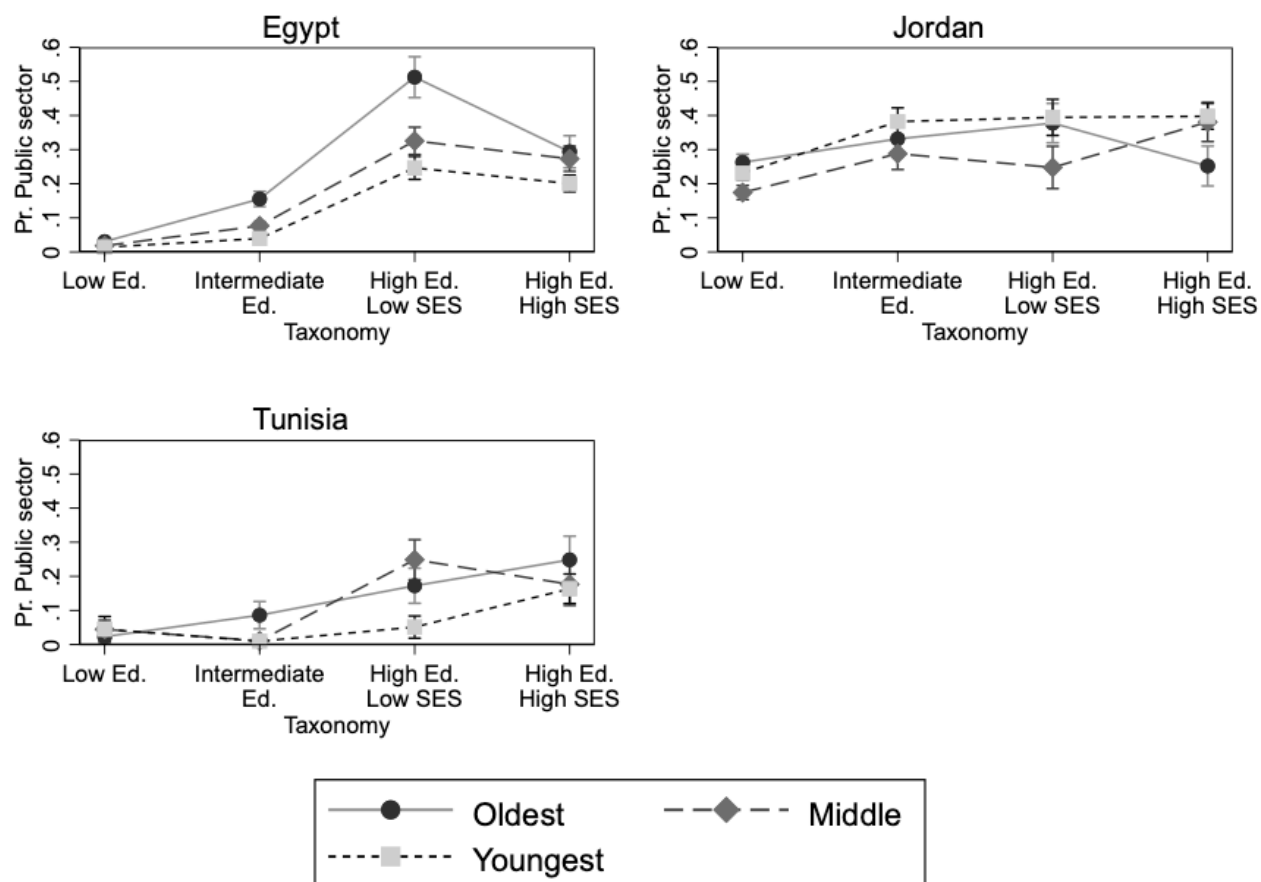 Egypt
Pr. Public sector
.6
.5
.4
.3
.2
.1
0
Low Ed.
Intermediate
Ed.
High Ed.
Low SES
High Ed.
High SES
Taxonomy
Jordan
Pr. Public sector
.6
.5
.4
.3
.2
.1
0
Low Ed.
Intermediate
Ed.
High Ed.
Low SES
High Ed.
High SES
Taxonomy
Tunisia
Pr. Public sector
.6
.5
.4
.3
.2
.1
0
Low Ed.
Intermediate
Ed.
High Ed.
Low SES
High Ed.
High SES
Taxonomy
Oldest
Middle
Youngest